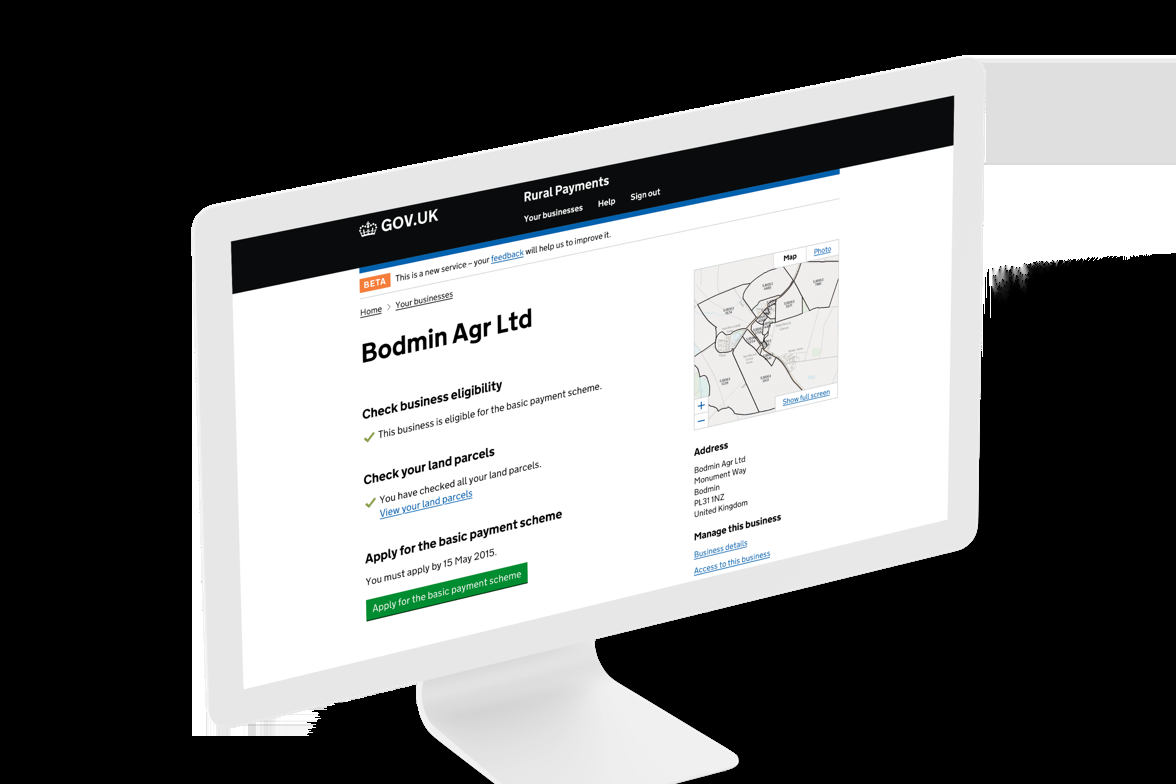 GOV.UK
Rural Payments
Your businesses Help Sign out
BETA This is a new service – your feedback will help us to improve it.
Home > Your businesses
Bodmin Agr Ltd
Check business eligibility
This business is eligible for the basic payment scheme.
Check your land parcels
You have checked all your land parcels.
View your land parcels
Apply for the basic payment scheme
You must apply by 15 May 2015.
Apply for the basic payment scheme
Map Photo
+
−
Show full screen
Address
Bodmin Agr Ltd
Monument Way
Bodmin
PL31 1NZ
United Kingdom
Manage this business
Business details
Access to this business